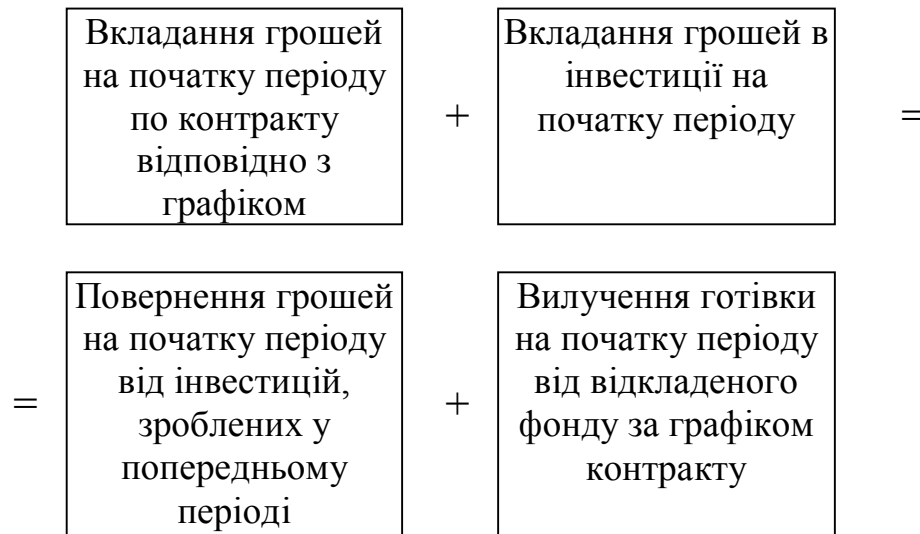 Вкладання грошей
на початку періоду
по контракту
відповідно з
графіком
+
Вкладання грошей в
інвестиції на
початку періоду
=
=
Повернення грошей
на початку періоду
від інвестицій,
зроблених у
попередньому
періоді
+
Вилучення готівки
на початку періоду
від відкладеного
фонду за графіком
контракту